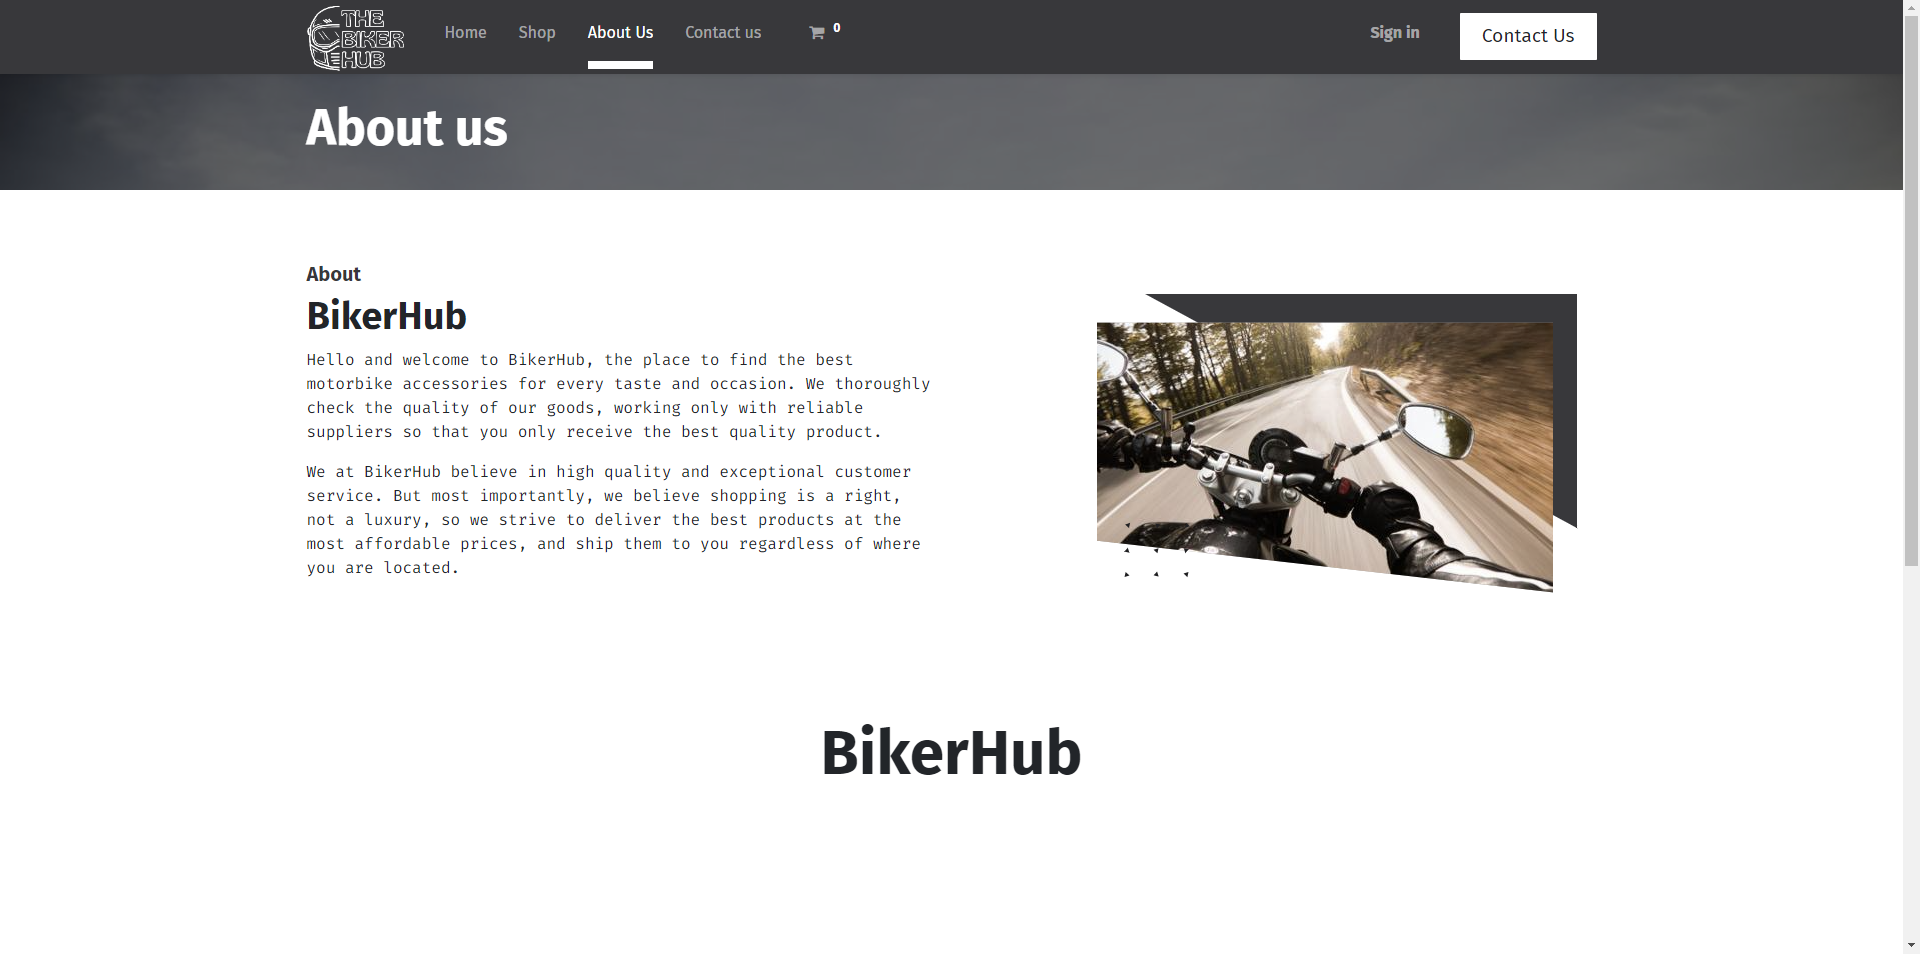 THE
BIKER
HUB
Home
Shop
About Us
Contact us
0
Sign in
Contact Us
About us
About
BikerHub
Hello and welcome to BikerHub, the place to find the best
motorbike accessories for every taste and occasion. We thoroughly
check the quality of our goods, working only with reliable
suppliers so that you only receive the best quality product.
We at BikerHub believe in high quality and exceptional customer
service. But most importantly, we believe shopping is a right,
not a luxury, so we strive to deliver the best products at the
most affordable prices, and ship them to you regardless of where
you are located.
BikerHub